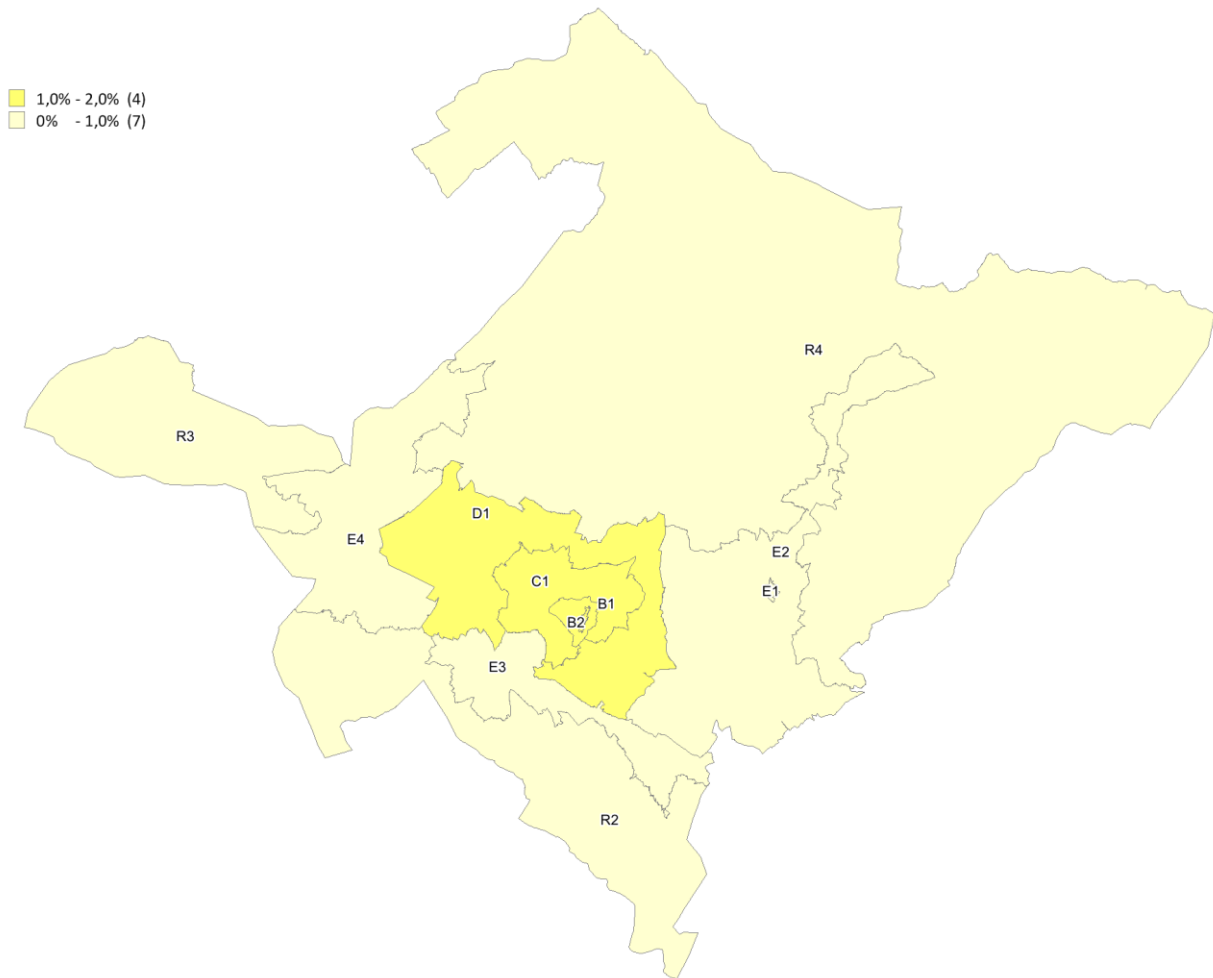 1,0% - 2,0% (4)
0% - 1,0% (7)
R4
R3
D1
E4
E2
C1
E1
B1
B2
E3
R2